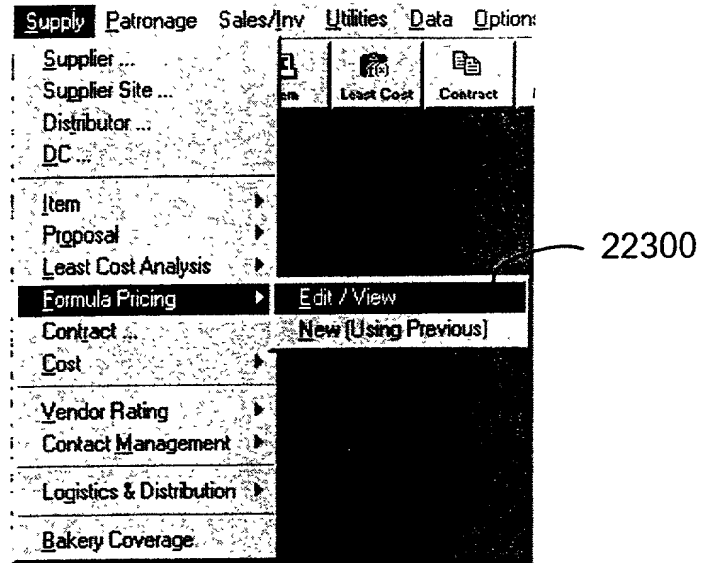 Supply Patronage Sales/Inv Utilities Data Option
Supplier ...
Supplier Site ...
Distributor ...
DC ...
Least Cost
Contract
Item
Proposal
Least Cost Analysis
Formula Pricing
Edit / View
22300
New (Using Previous)
Contract ...
Cost
Vendor Rating
Contact Management
Logistics & Distribution
Bakery Coverage